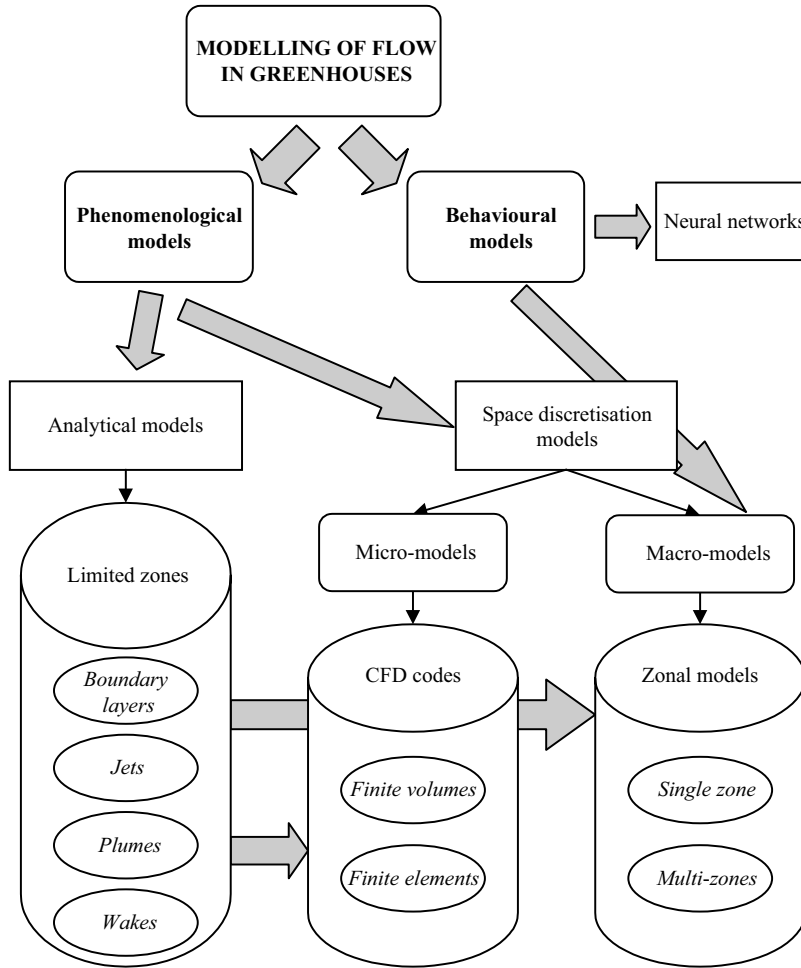 MODELLING OF FLOW
IN GREENHOUSES
Phenomenological
models
Behavioural
models
Neural networks
Analytical models
Space discretisation
models
Micro-models
Macro-models
Limited zones
CFD codes
Zonal models
Boundary
layers
Jets
Plumes
Wakes
Finite volumes
Finite elements
Single zone
Multi-zones